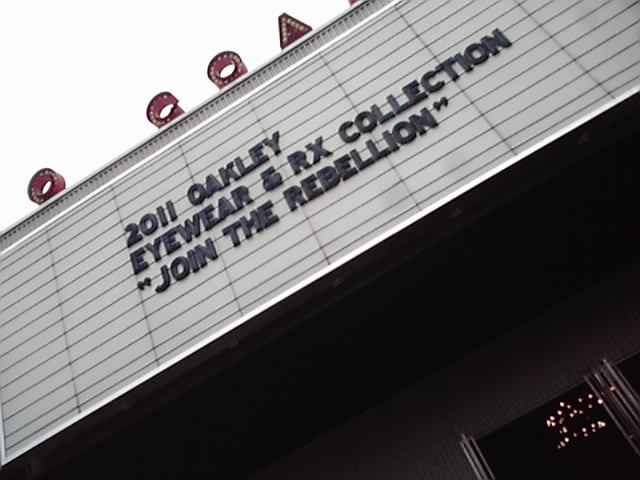 2011 OAKLEY
EYEWEAR & RX COLLECTION
"JOIN THE REBELLION"